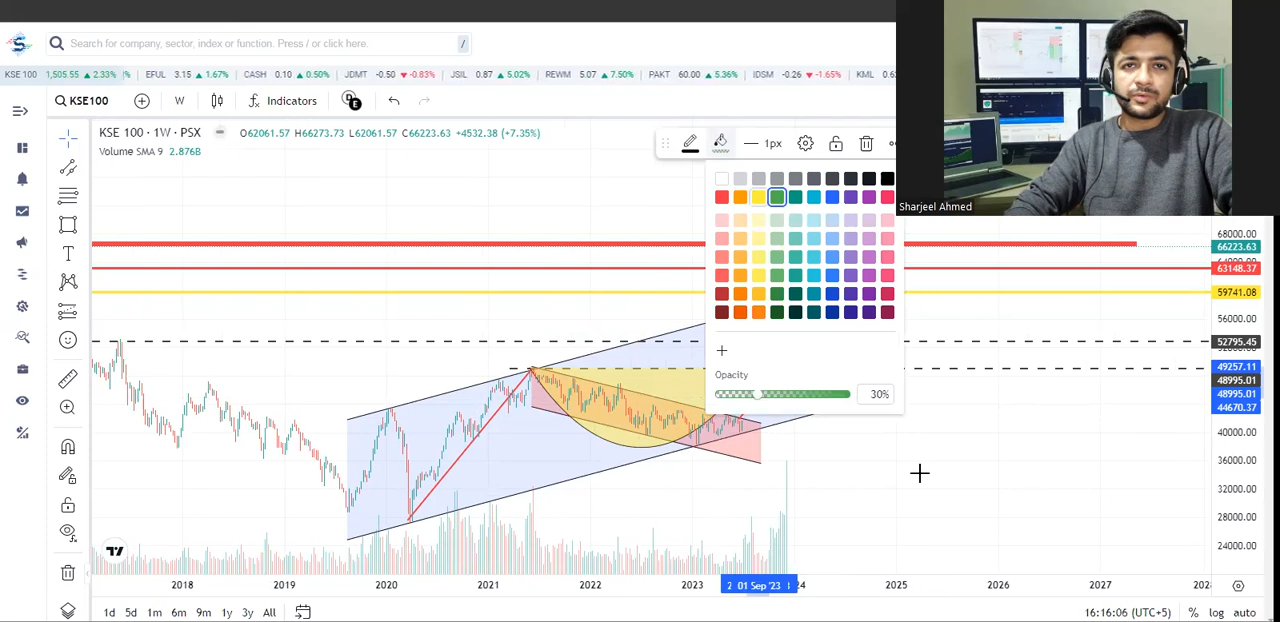 Search for company, sector, index or function. Press / or click here.
/
KSE 100 1,505.55 ▲ 2.33% EFUL 3.15 ▲ 1.67% CASH 0.10 ▲ 0.50% JDMT -0.50 ▼ -0.83% JSIL 0.87 ▲ 5.02% REWM 5.07 ▲ 7.50% PAKT 60.00 ▲ 5.36% IDSM -0.26 ▼ -1.65% KML
KSE100 W Indicators
KSE 100 · 1W · PSX O62061.57 H66273.73 L62061.57 C66223.63 +4532.38 (+7.35%)
Volume SMA 9 2.876B
1px
Sharjeel Ahmed
68000.00
66223.63
63148.37
59741.08
56000.00
52795.45
49257.11
48995.01
48995.01
44670.37
40000.00
36000.00
32000.00
28000.00
24000.00
Opacity
30%
2018 2019 2020 2021 2022 2023 01 Sep '23 24 2025 2026 2027
1d 5d 1m 6m 9m 1y 3y All
16:16:06 (UTC+5) % log auto